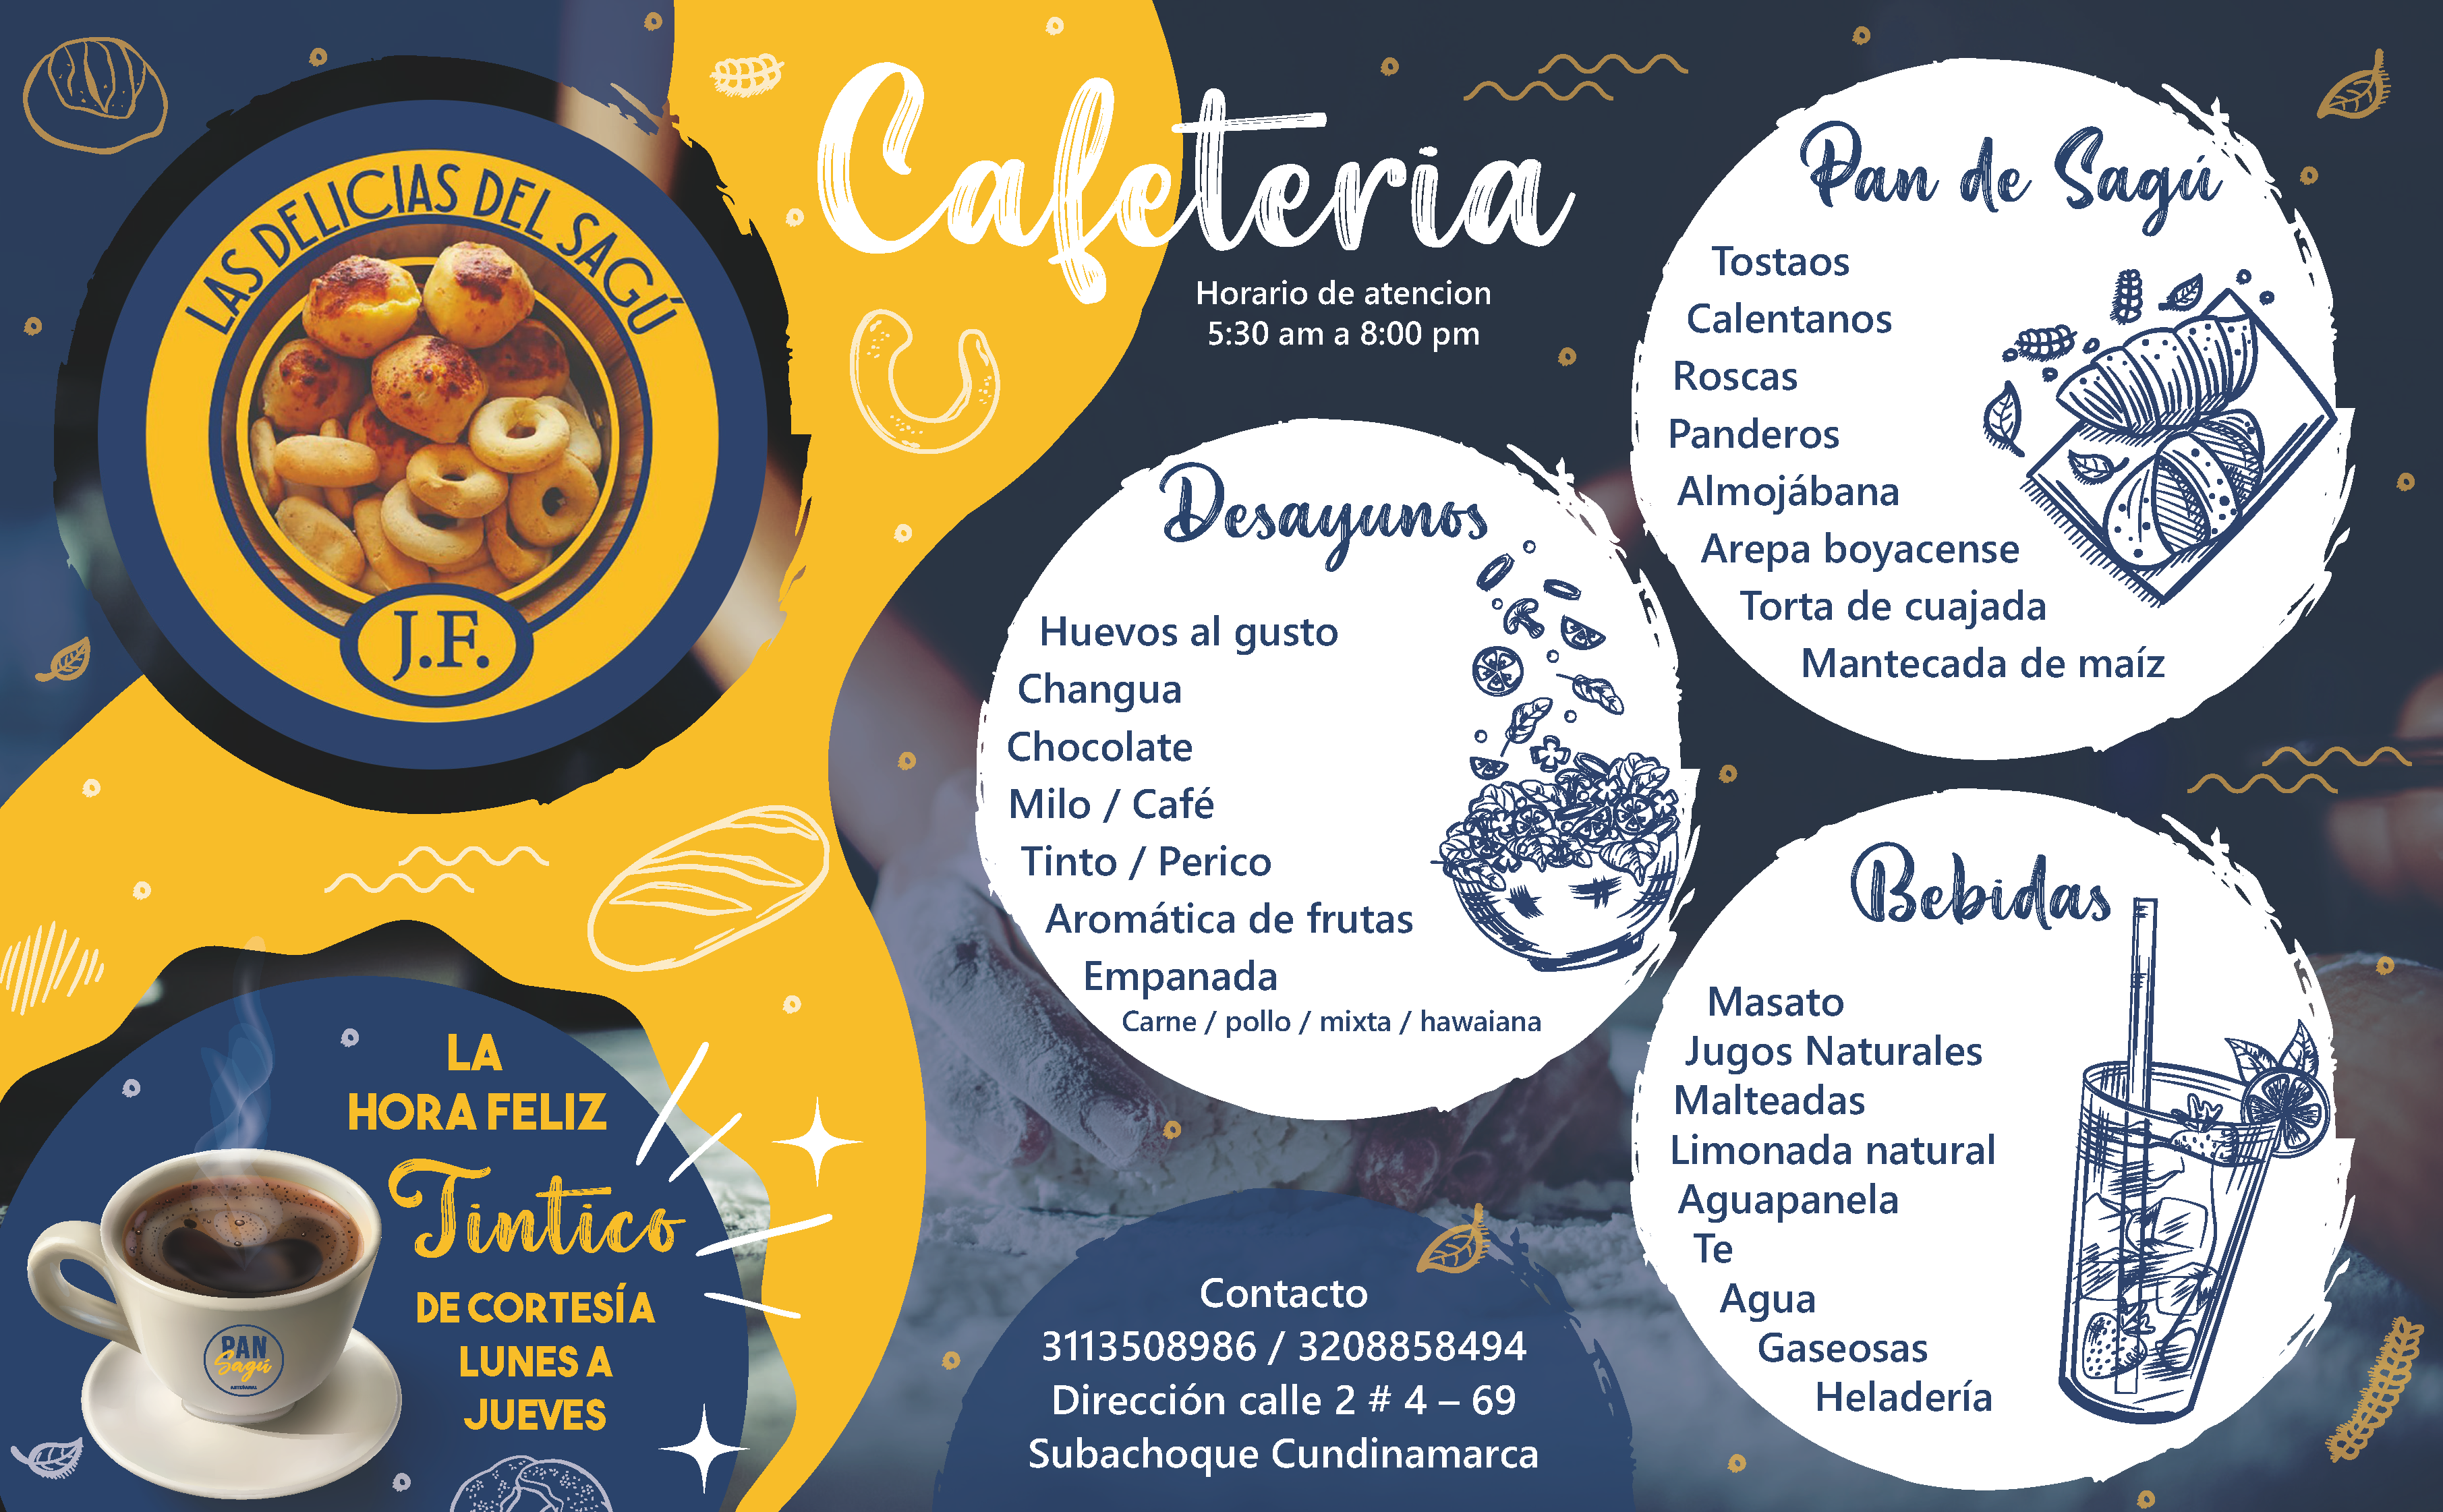 LAS DELICIAS DEL SAGÚ
J.F.
Cafeteria
Horario de atencion
5:30 am a 8:00 pm
Desayunos
Huevos al gusto
Changua
Chocolate
Milo / Café
Tinto / Perico
Aromática de frutas
Empanada
Carne / pollo / mixta / hawaiana
Pan de Sagú
Tostaos
Calentanos
Roscas
Panderos
Almojábana
Arepa boyacense
Torta de cuajada
Mantecada de maíz
Bebidas
Masato
Jugos Naturales
Malteadas
Limonada natural
Aguapanela
Te
Agua
Gaseosas
Heladería
LA
HORA FELIZ
Tintico
DE CORTESÍA
LUNES A
JUEVES
PAN
Sagú
Contacto
3113508986 / 3208858494
Dirección calle 2 # 4 – 69
Subachoque Cundinamarca